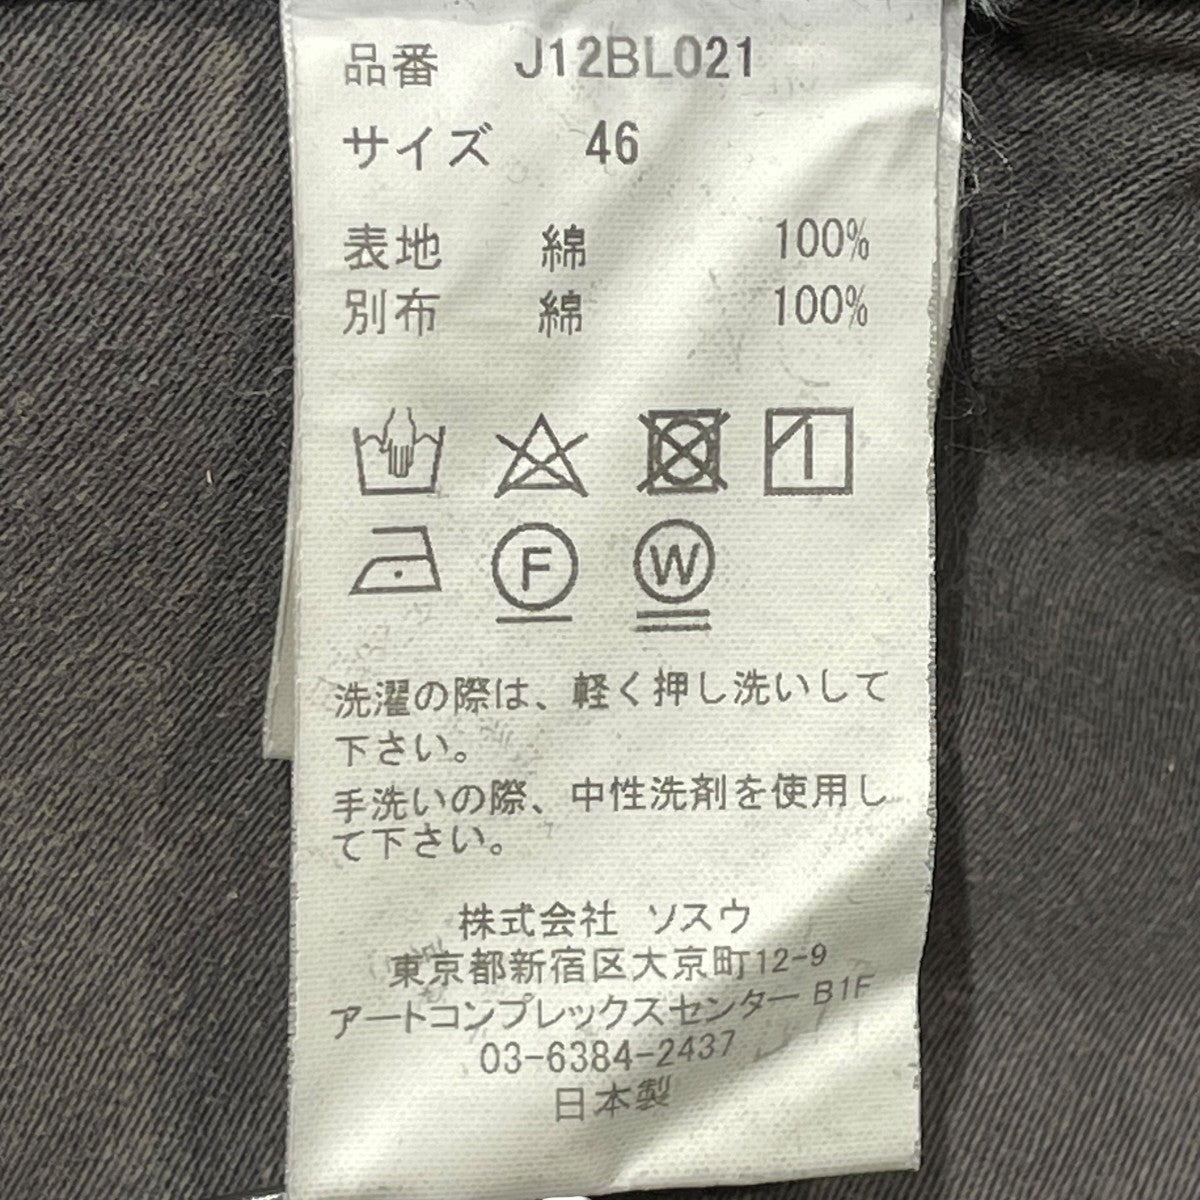 品番 J12BL021
サイズ 46
表地 綿 100%
別布 綿 100%
F W
洗濯の際は、軽く押し洗いして
下さい。
手洗いの際、中性洗剤を使用し
て下さい。
株式会社 ソスウ
東京都新宿区大京町12-9
アートコンプレックスセンター B1F
03-6384-2437
日本製